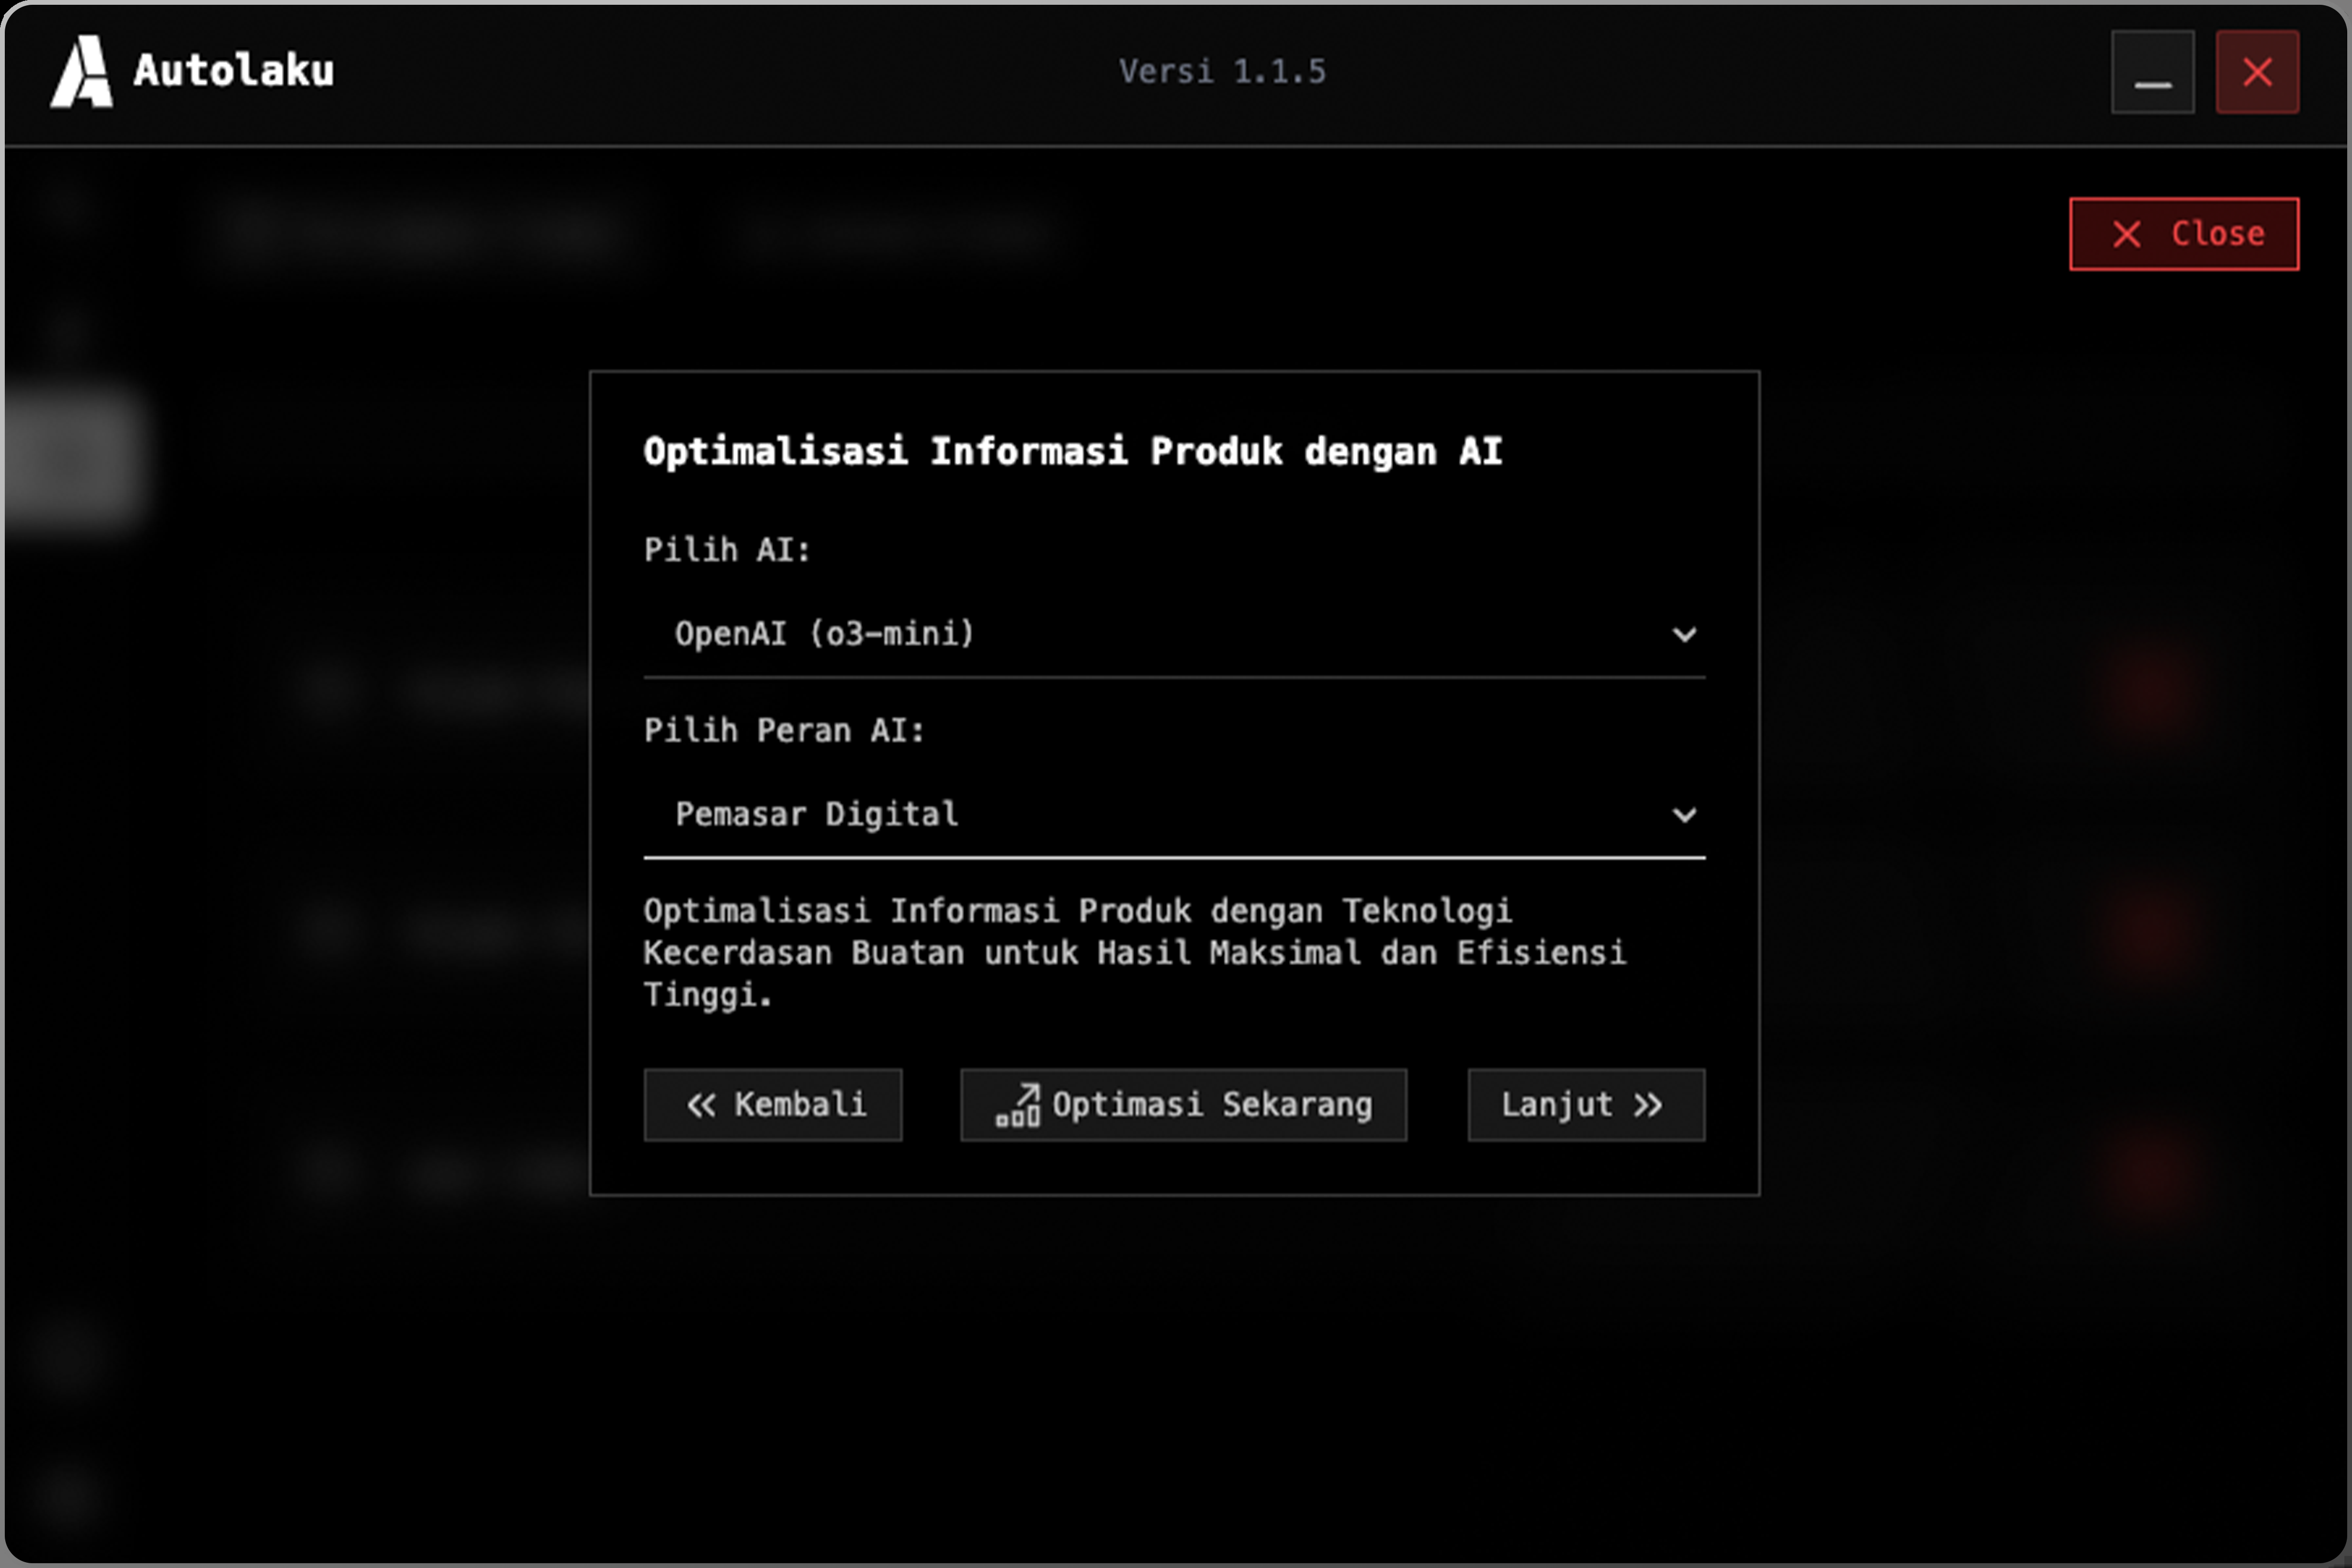 Autolaku
Versi 1.1.5
Close
Optimalisasi Informasi Produk dengan AI
Pilih AI:
OpenAI (o3-mini)
Pilih Peran AI:
Pemasar Digital
Optimalisasi Informasi Produk dengan Teknologi
Kecerdasan Buatan untuk Hasil Maksimal dan Efisiensi
Tinggi.
Kembali
Optimasi Sekarang
Lanjut